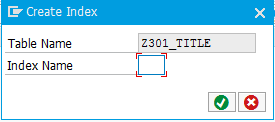 Create Index
Table Name Z301_TITLE
Index Name